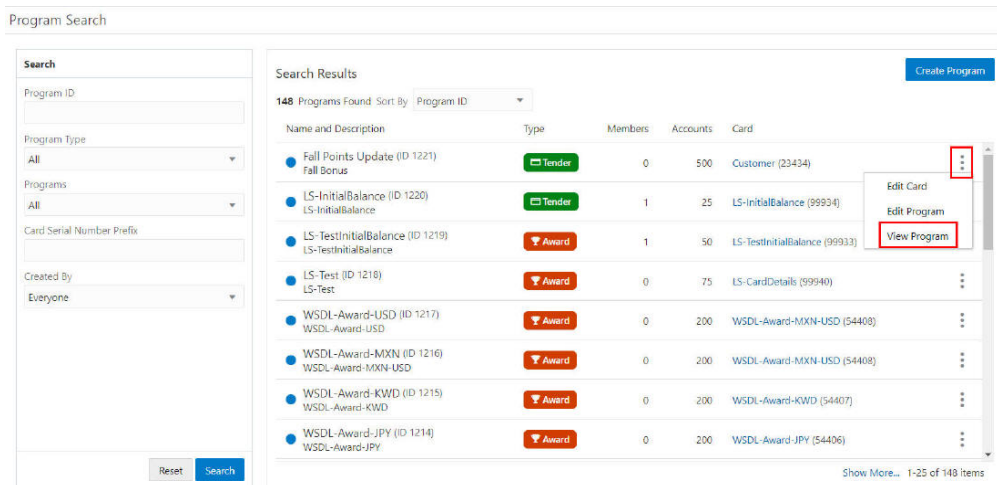 Program Search
Search
Program ID
Program Type
All
Programs
All
Card Serial Number Prefix
Created By
Everyone
Reset Search
Search Results
Create Program
148 Programs Found Sort By Program ID
Name and Description Type Members Accounts Card
Fall Points Update (ID 1221) Tender 0 500 Customer (23434)
Fall Bonus
Edit Card
Edit Program
View Program
LS-InitialBalance (ID 1220) Tender 1 25 LS-InitialBalance (99934)
LS-InitialBalance
LS-TestInitialBalance (ID 1219) Award 1 50 LS-TestInitialBalance (99933)
LS-TestInitialBalance
LS-Test (ID 1218) Award 0 75 LS-CardDetails (99940)
LS-Test
WSDL-Award-USD (ID 1217) Award 0 200 WSDL-Award-MXN-USD (54408)
WSDL-Award-USD
WSDL-Award-MXN (ID 1216) Award 0 200 WSDL-Award-MXN-USD (54408)
WSDL-Award-MXN-USD
WSDL-Award-KWD (ID 1215) Award 0 200 WSDL-Award-KWD (54407)
WSDL-Award-KWD
WSDL-Award-JPY (ID 1214) Award 0 200 WSDL-Award-JPY (54406)
WSDL-Award-JPY
Show More... 1-25 of 148 items